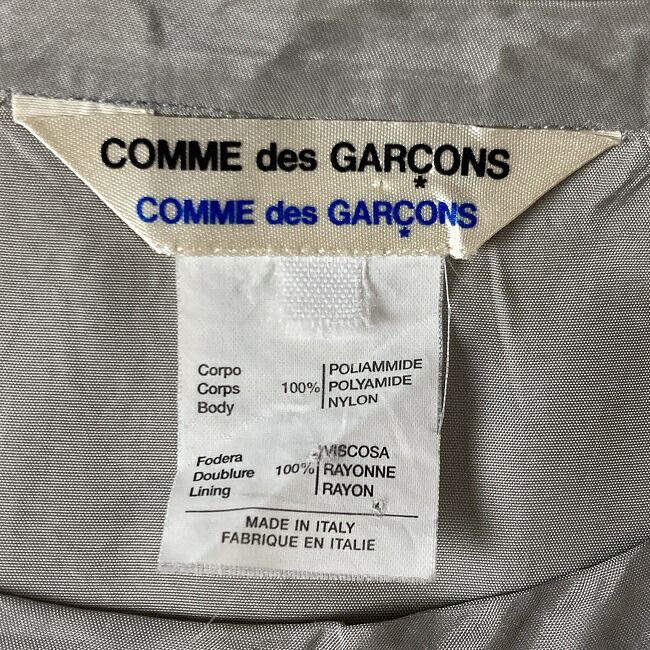 COMME des GARÇONS
COMME des GARÇONS
Corpo
Corps
Body
100%
POLIAMMIDE
POLYAMIDE
NYLON
Fodera
Doublure
Lining
100%
VISCOSA
RAYONNE
RAYON
MADE IN ITALY
FABRIQUE EN ITALIE